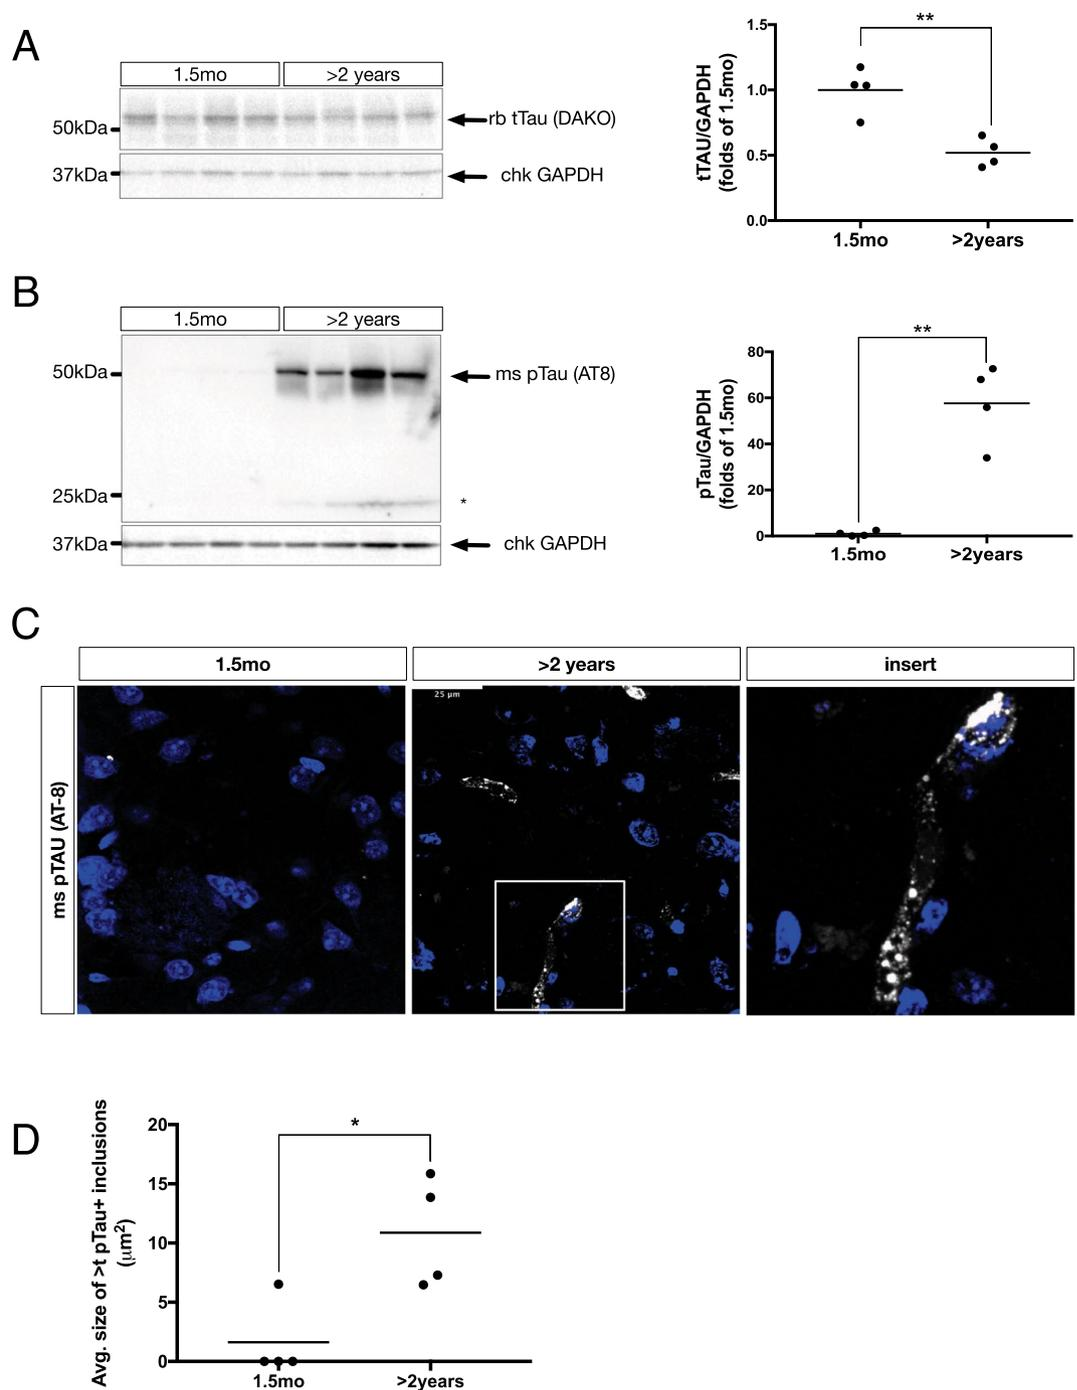 A
1.5mo >2 years
50kDa
rb tTau (DAKO)
37kDa
chk GAPDH
tTAU/GAPDH
(folds of 1.5mo)
1.5
1.0
0.5
0.0
**
1.5mo >2years
B
1.5mo >2 years
50kDa
ms pTau (AT8)
25kDa
*
37kDa
chk GAPDH
pTau/GAPDH
(folds of 1.5mo)
80
60
40
20
0
**
1.5mo >2years
C
1.5mo >2 years insert
ms pTAU (AT-8)
25 µm
D
Avg. size of >t pTau+ inclusions
(µm²)
20
15
10
5
0
*
1.5mo >2years